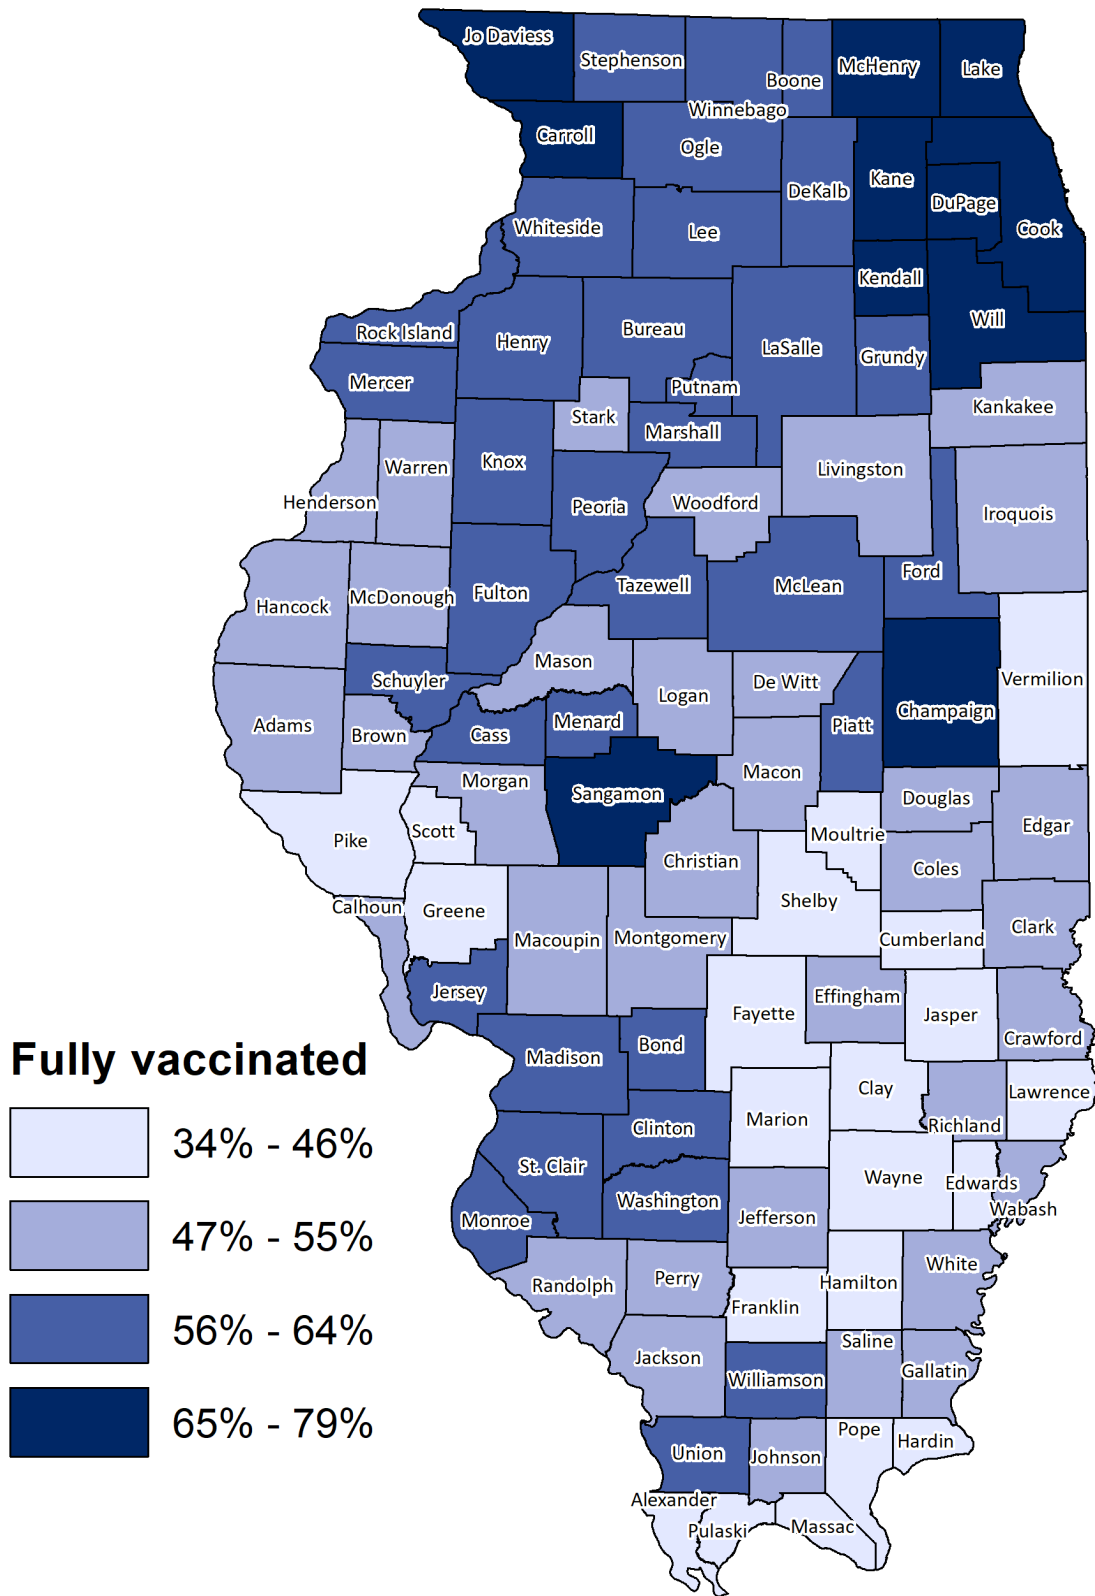 Jo Daviess
Stephenson
Winnebago
Boone
McHenry
Lake
Carroll
Ogle
DeKalb
Kane
DuPage
Cook
Whiteside
Lee
Kendall
Will
Rock Island
Henry
Bureau
LaSalle
Grundy
Mercer
Putnam
Kankakee
Stark
Marshall
Henderson
Warren
Knox
Peoria
Woodford
Livingston
Iroquois
Hancock
McDonough
Fulton
Tazewell
McLean
Ford
Schuyler
Mason
Logan
De Witt
Champaign
Vermilion
Adams
Brown
Cass
Menard
Piatt
Morgan
Sangamon
Macon
Douglas
Edgar
Pike
Scott
Christian
Moultrie
Coles
Calhoun
Greene
Macoupin
Montgomery
Shelby
Cumberland
Clark
Jersey
Fayette
Effingham
Jasper
Crawford
Madison
Bond
Clay
Richland
Lawrence
Clinton
Marion
St. Clair
Wayne
Edwards
Wabash
Monroe
Washington
Jefferson
Randolph
Perry
Franklin
Hamilton
White
Jackson
Williamson
Saline
Gallatin
Union
Johnson
Pope
Hardin
Alexander
Pulaski
Massac
Fully vaccinated
34% - 46%
47% - 55%
56% - 64%
65% - 79%